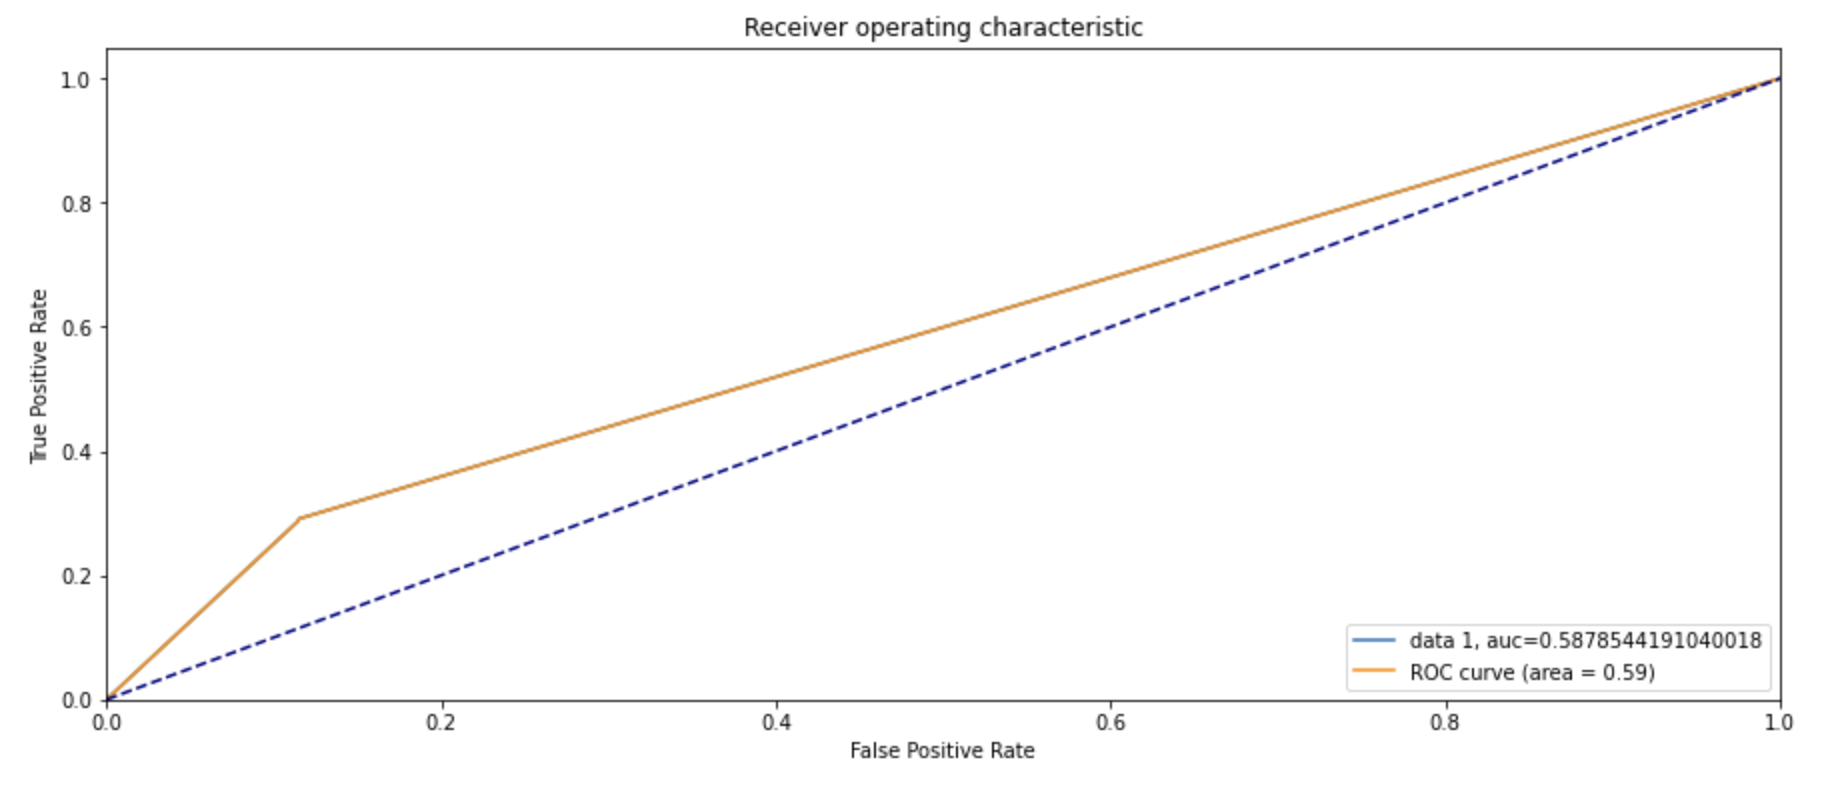 Receiver operating characteristic
1.0
0.8
0.6
0.4
0.2
0.0
True Positive Rate
0.0 0.2 0.4 0.6 0.8 1.0
False Positive Rate
data 1, auc=0.5878544191040018
ROC curve (area = 0.59)